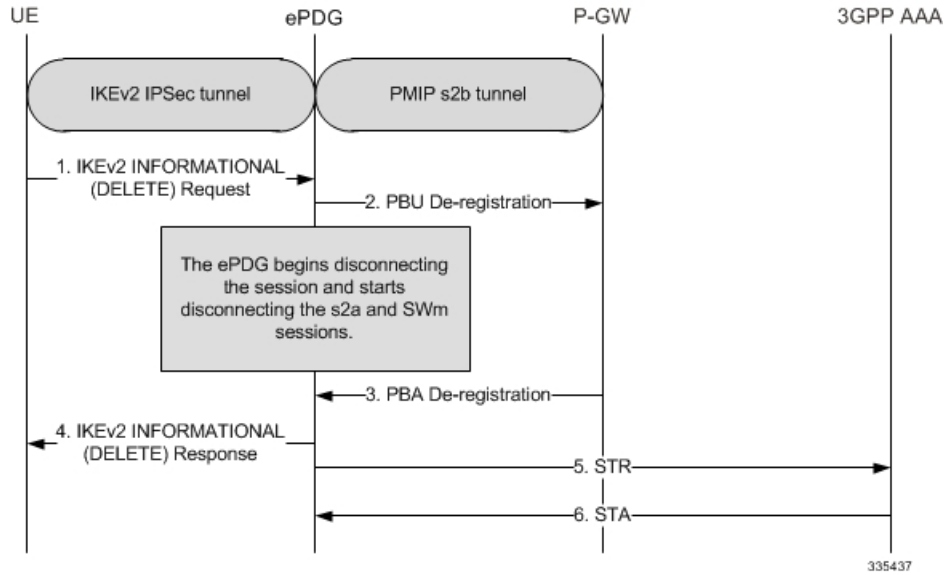 UE
ePDG
P-GW
3GPP AAA
IKEv2 IPSec tunnel
PMIP s2b tunnel
1. IKEv2 INFORMATIONAL
(DELETE) Request
2. PBU De-registration
The ePDG begins disconnecting
the session and starts
disconnecting the s2a and SWm
sessions.
3. PBA De-registration
4. IKEv2 INFORMATIONAL
(DELETE) Response
5. STR
6. STA
335437